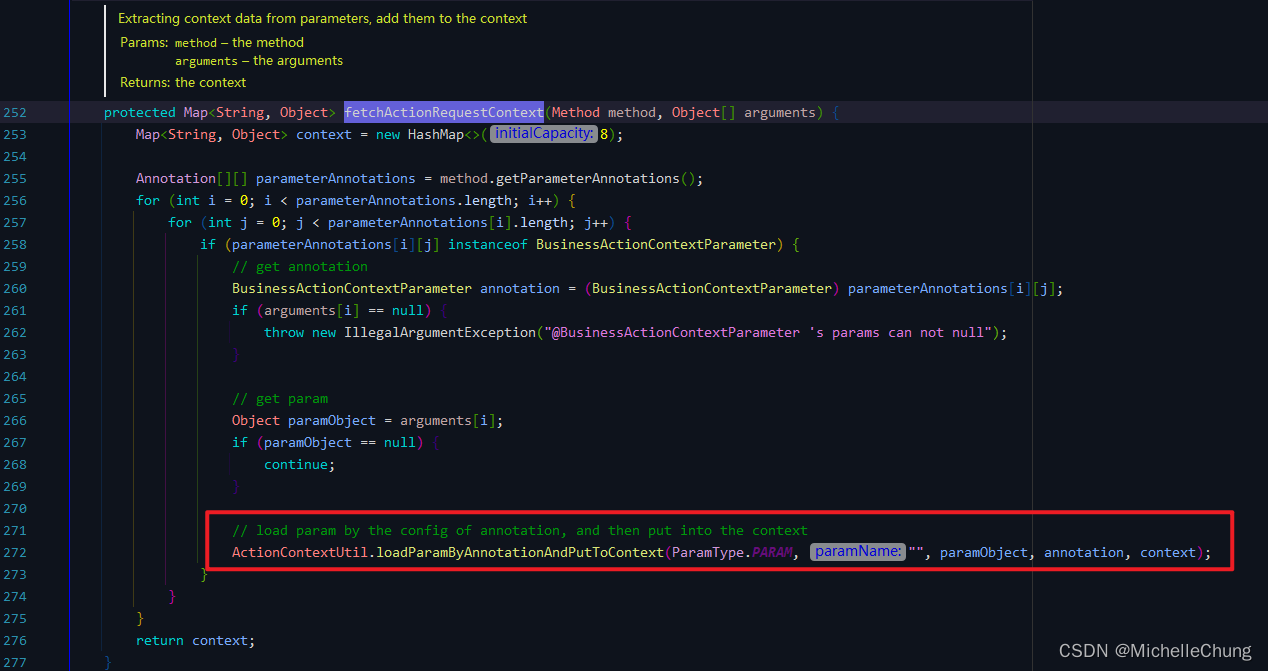 Extracting context data from parameters, add them to the context
Params: method – the method
arguments – the arguments
Returns: the context
252 protected Map<String, Object> fetchActionRequestContext(Method method, Object[] arguments) {
253 Map<String, Object> context = new HashMap<>( initialCapacity: 8);
254
255 Annotation[][] parameterAnnotations = method.getParameterAnnotations();
256 for (int i = 0; i < parameterAnnotations.length; i++) {
257 for (int j = 0; j < parameterAnnotations[i].length; j++) {
258 if (parameterAnnotations[i][j] instanceof BusinessActionContextParameter) {
259 // get annotation
260 BusinessActionContextParameter annotation = (BusinessActionContextParameter) parameterAnnotations[i][j];
261 if (arguments[i] == null) {
262 throw new IllegalArgumentException("@BusinessActionContextParameter 's params can not null");
263 }
264
265 // get param
266 Object paramObject = arguments[i];
267 if (paramObject == null) {
268 continue;
269 }
270
271 // load param by the config of annotation, and then put into the context
272 ActionContextUtil.loadParamByAnnotationAndPutToContext(ParamType.PARAM, paramName: "", paramObject, annotation, context);
273 }
274 }
275 }
276 return context;
277 }
CSDN @MichelleChung